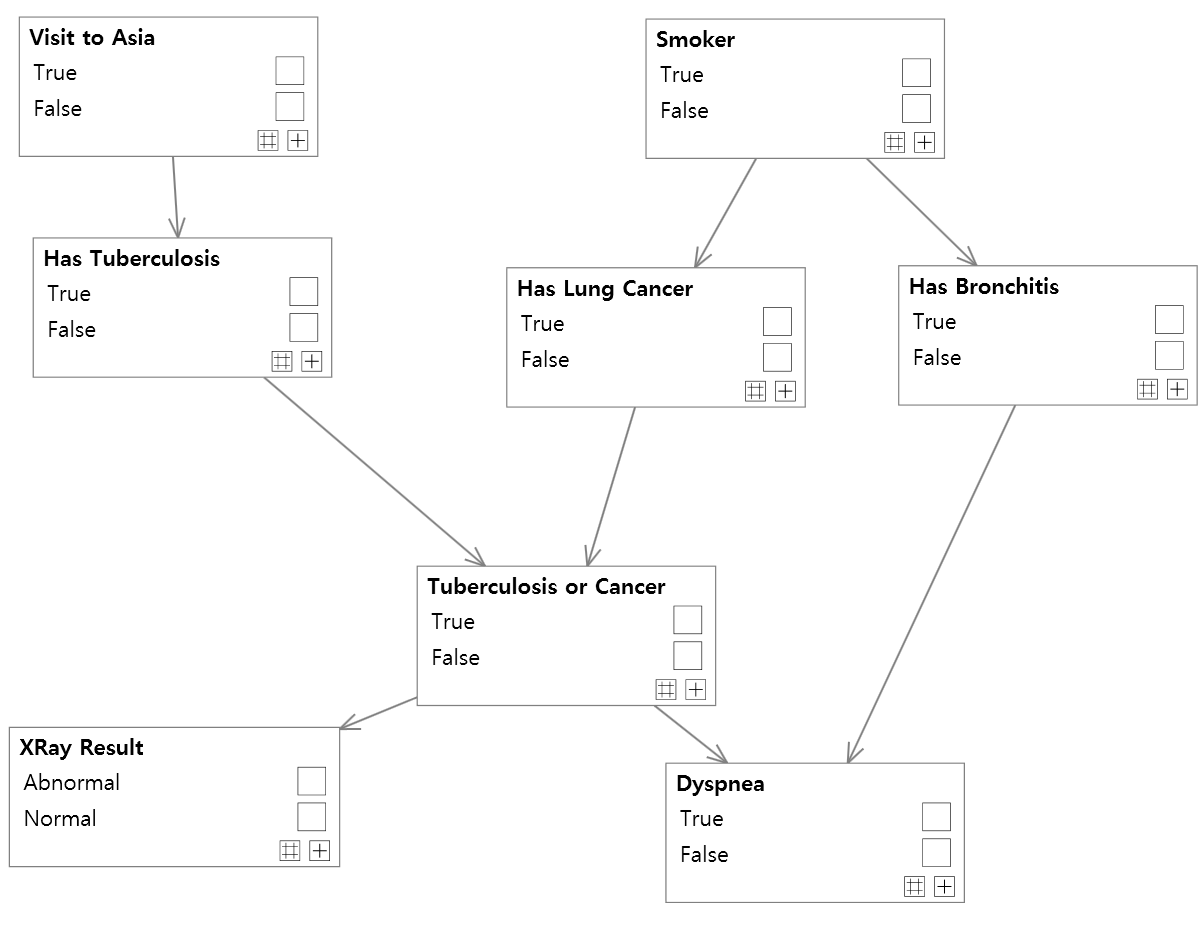 Visit to Asia
True
False
Smoker
True
False
Has Tuberculosis
True
False
Has Lung Cancer
True
False
Has Bronchitis
True
False
Tuberculosis or Cancer
True
False
XRay Result
Abnormal
Normal
Dyspnea
True
False